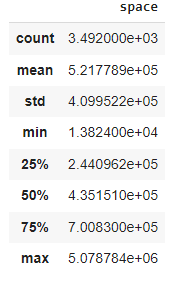 space
count 3.492000e+03
mean 5.217789e+05
std 4.099522e+05
min 1.382400e+04
25% 2.440962e+05
50% 4.351510e+05
75% 7.008300e+05
max 5.078784e+06